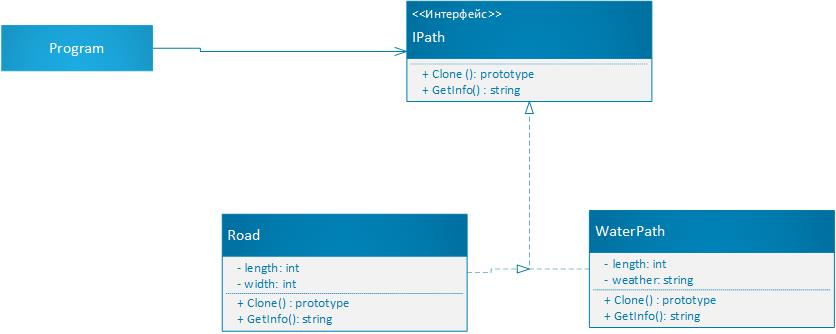 Program
<<Интерфейс>>
IPath
+ Clone (): prototype
+ GetInfo() : string
Road
- length: int
- width: int
+ Clone() : prototype
+ GetInfo(): string
WaterPath
- length: int
- weather: string
+ Clone() : prototype
+ GetInfo(): string